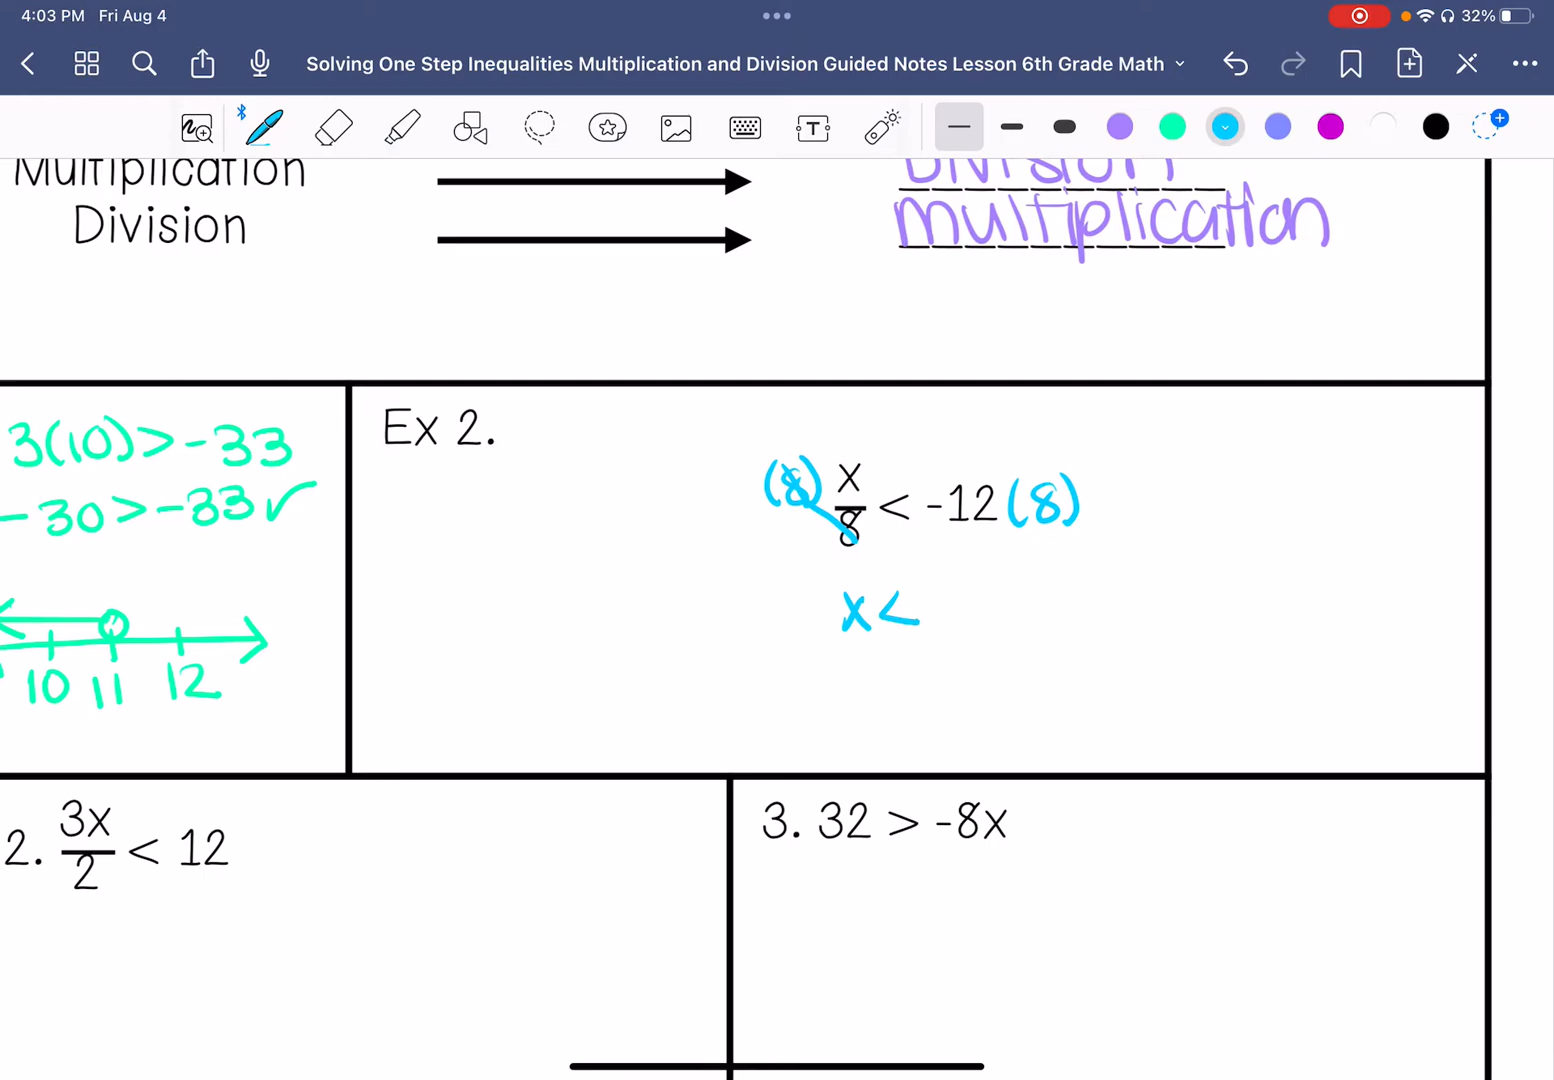 4:03 PM Fri Aug 4
32%
Solving One Step Inequalities Multiplication and Division Guided Notes Lesson 6th Grade Math
Multiplication
Division
Division
multiplication
3(10) > -33
-30 > -33 ✓
10 11 12
Ex 2.
(8) x/8 < -12 (8)
x <
2. 3x/2 < 12
3. 32 > -8x